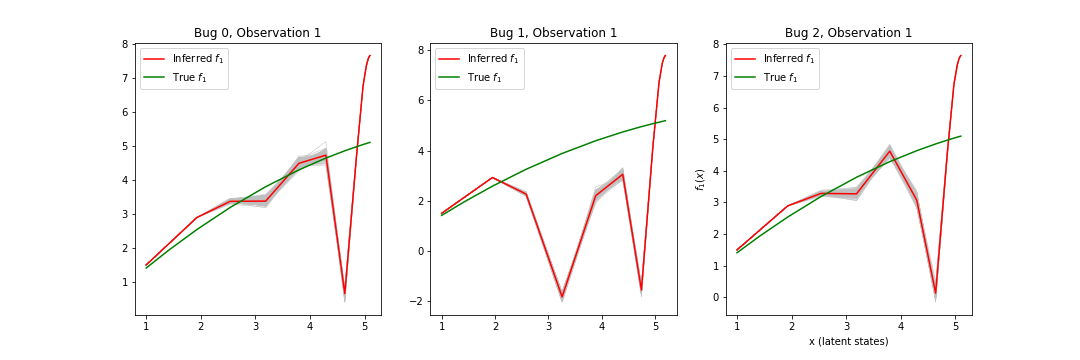 Bug 0, Observation 1
Inferred f₁
True f₁
8
7
6
5
4
3
2
1
1 2 3 4 5
Bug 1, Observation 1
Inferred f₁
True f₁
8
6
4
2
0
−2
1 2 3 4 5
Bug 2, Observation 1
Inferred f₁
True f₁
f₁(x)
8
7
6
5
4
3
2
1
0
1 2 3 4 5
x (latent states)